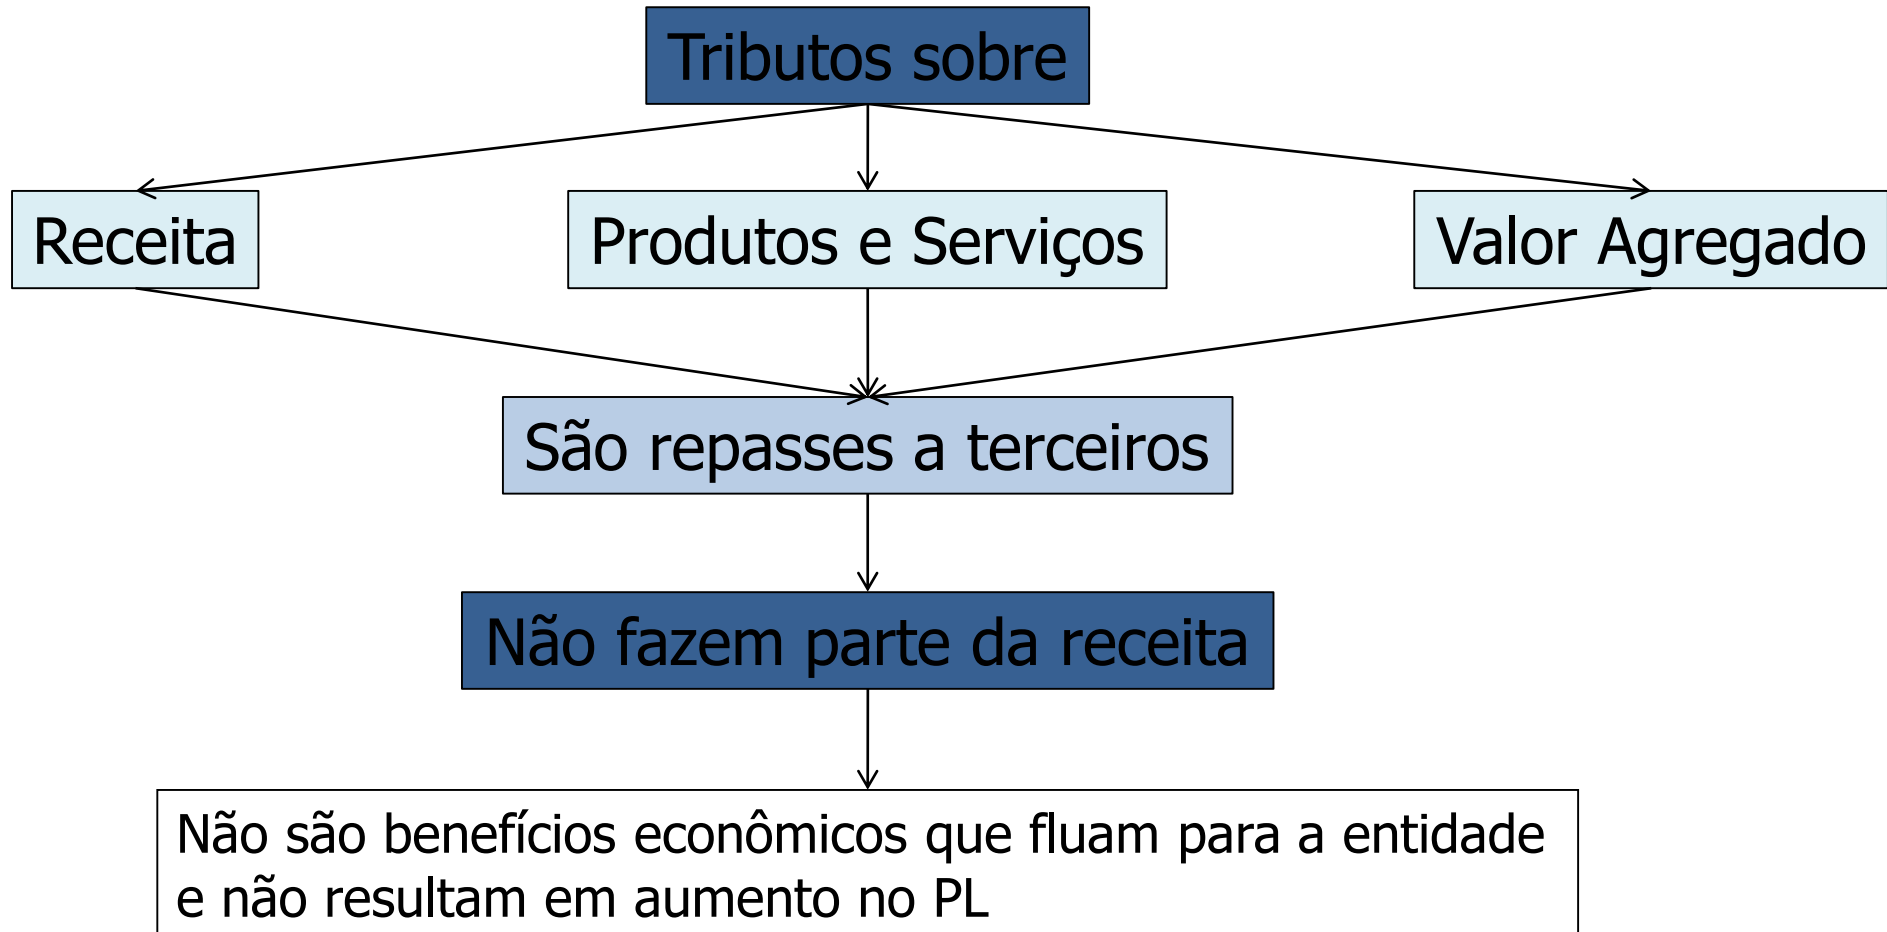 Tributos sobre
Receita
Produtos e Serviços
Valor Agregado
São repasses a terceiros
Não fazem parte da receita
Não são benefícios econômicos que fluam para a entidade
e não resultam em aumento no PL